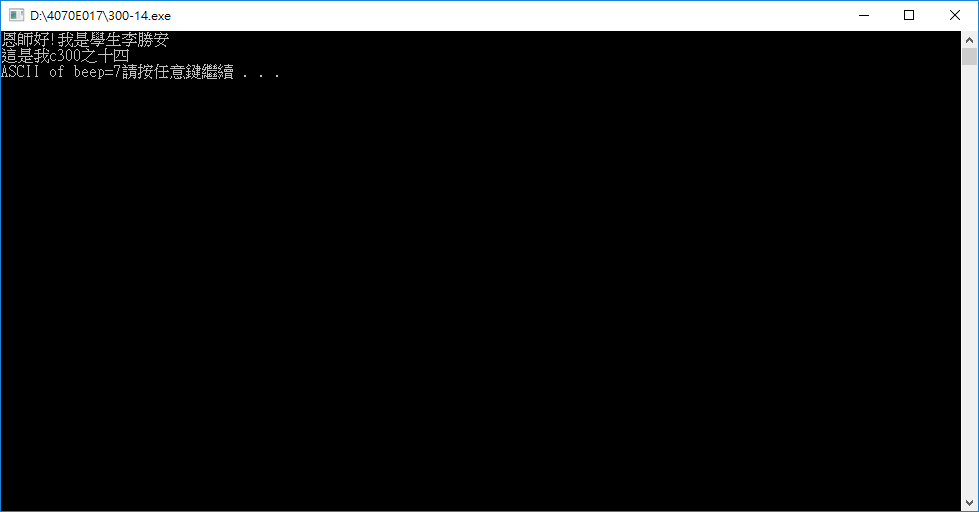 D:\4070E017\300-14.exe
恩師好!我是學生李勝安
這是我c300之十四
ASCII of beep=7請按任意鍵繼續 . . .